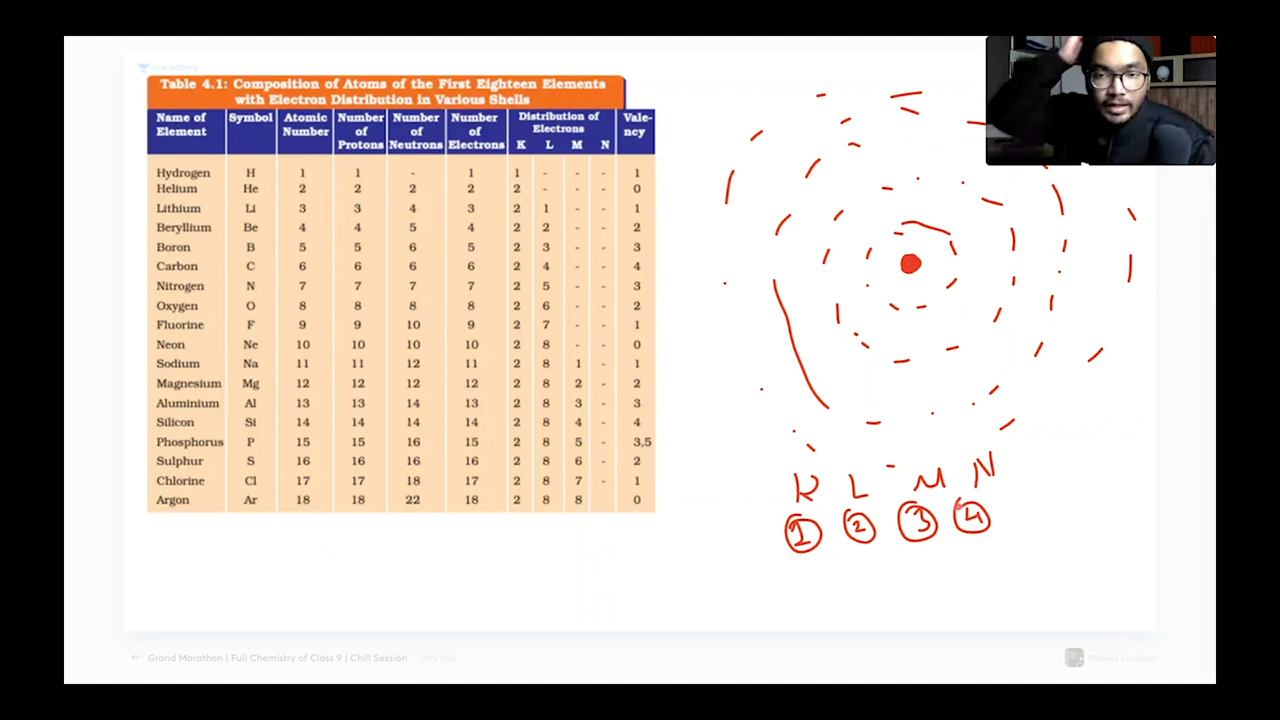 unacademy
Table 4.1: Composition of Atoms of the First Eighteen Elements
with Electron Distribution in Various Shells
Name of Element Symbol Atomic Number Number of Protons Number of Neutrons Number of Electrons Distribution of Electrons K L M N Vale-ncy
Hydrogen H 1 1 - 1 1 - - - 1
Helium He 2 2 2 2 2 - - - 0
Lithium Li 3 3 4 3 2 1 - - 1
Beryllium Be 4 4 5 4 2 2 - - 2
Boron B 5 5 6 5 2 3 - - 3
Carbon C 6 6 6 6 2 4 - - 4
Nitrogen N 7 7 7 7 2 5 - - 3
Oxygen O 8 8 8 8 2 6 - - 2
Fluorine F 9 9 10 9 2 7 - - 1
Neon Ne 10 10 10 10 2 8 - - 0
Sodium Na 11 11 12 11 2 8 1 - 1
Magnesium Mg 12 12 12 12 2 8 2 - 2
Aluminium Al 13 13 14 13 2 8 3 - 3
Silicon Si 14 14 14 14 2 8 4 - 4
Phosphorus P 15 15 16 15 2 8 5 - 3,5
Sulphur S 16 16 16 16 2 8 6 - 2
Chlorine Cl 17 17 18 17 2 8 7 - 1
Argon Ar 18 18 22 18 2 8 8 0
K L M N
1 2 3 4
Grand Marathon | Full Chemistry of Class 9 | Chill Session